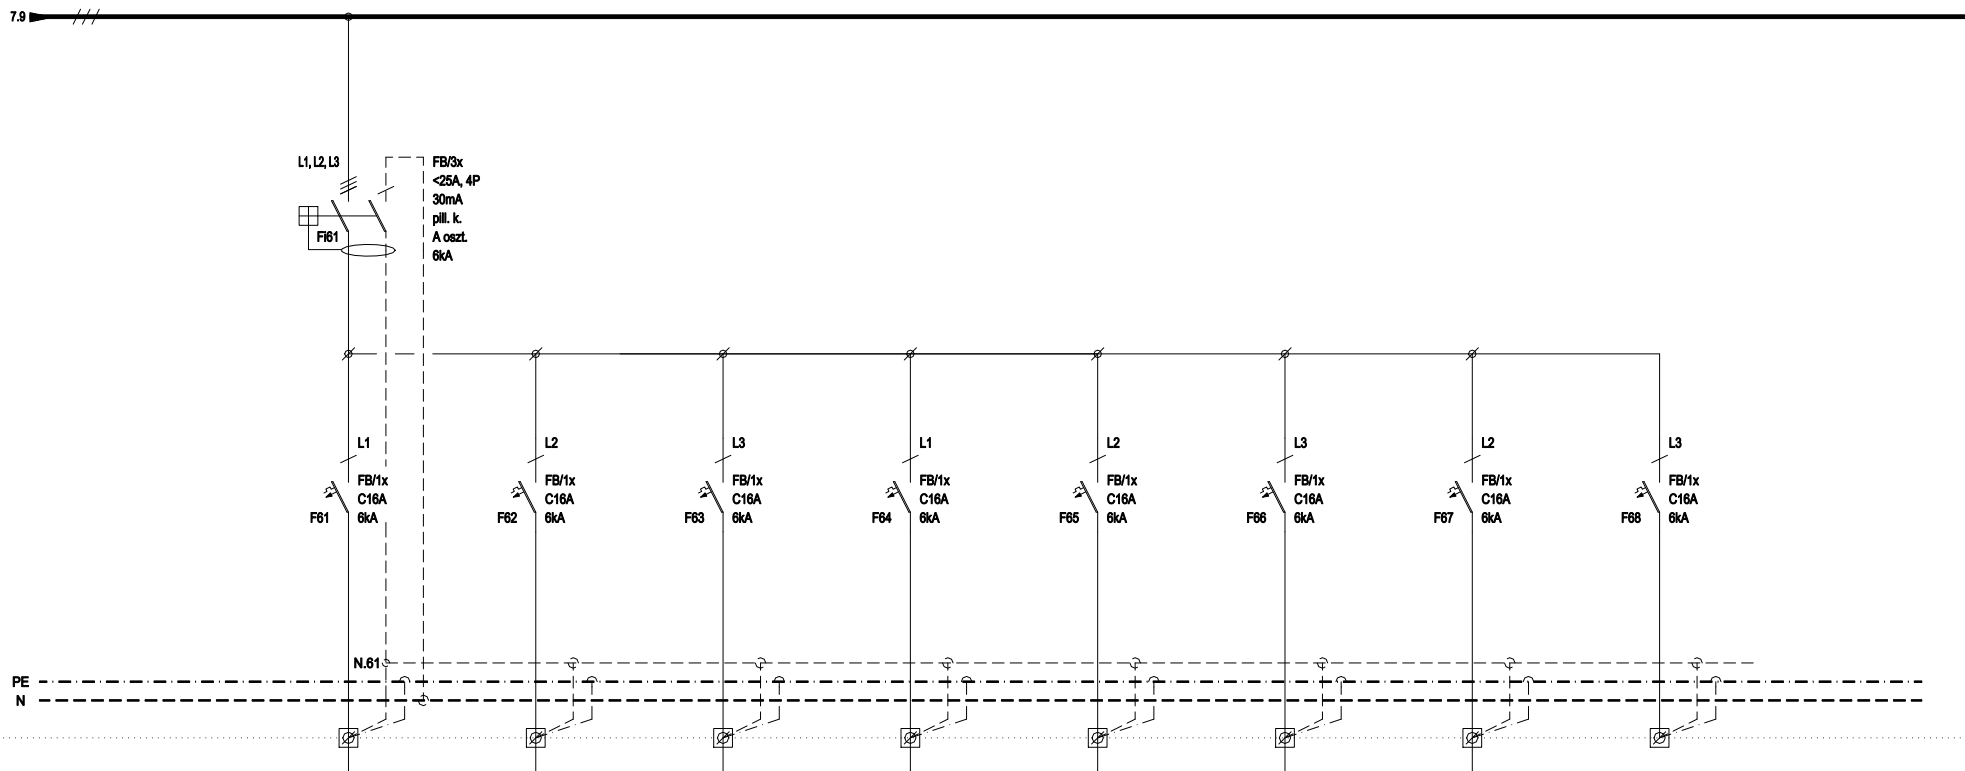 7.9
L1, L2, L3
FB/3x
<25A, 4P
30mA
pill. k.
A oszt.
6kA
Fi61
L1
FB/1x
C16A
6kA
F61
L2
FB/1x
C16A
6kA
F62
L3
FB/1x
C16A
6kA
F63
L1
FB/1x
C16A
6kA
F64
L2
FB/1x
C16A
6kA
F65
L3
FB/1x
C16A
6kA
F66
L2
FB/1x
C16A
6kA
F67
L3
FB/1x
C16A
6kA
F68
N.61
PE
N